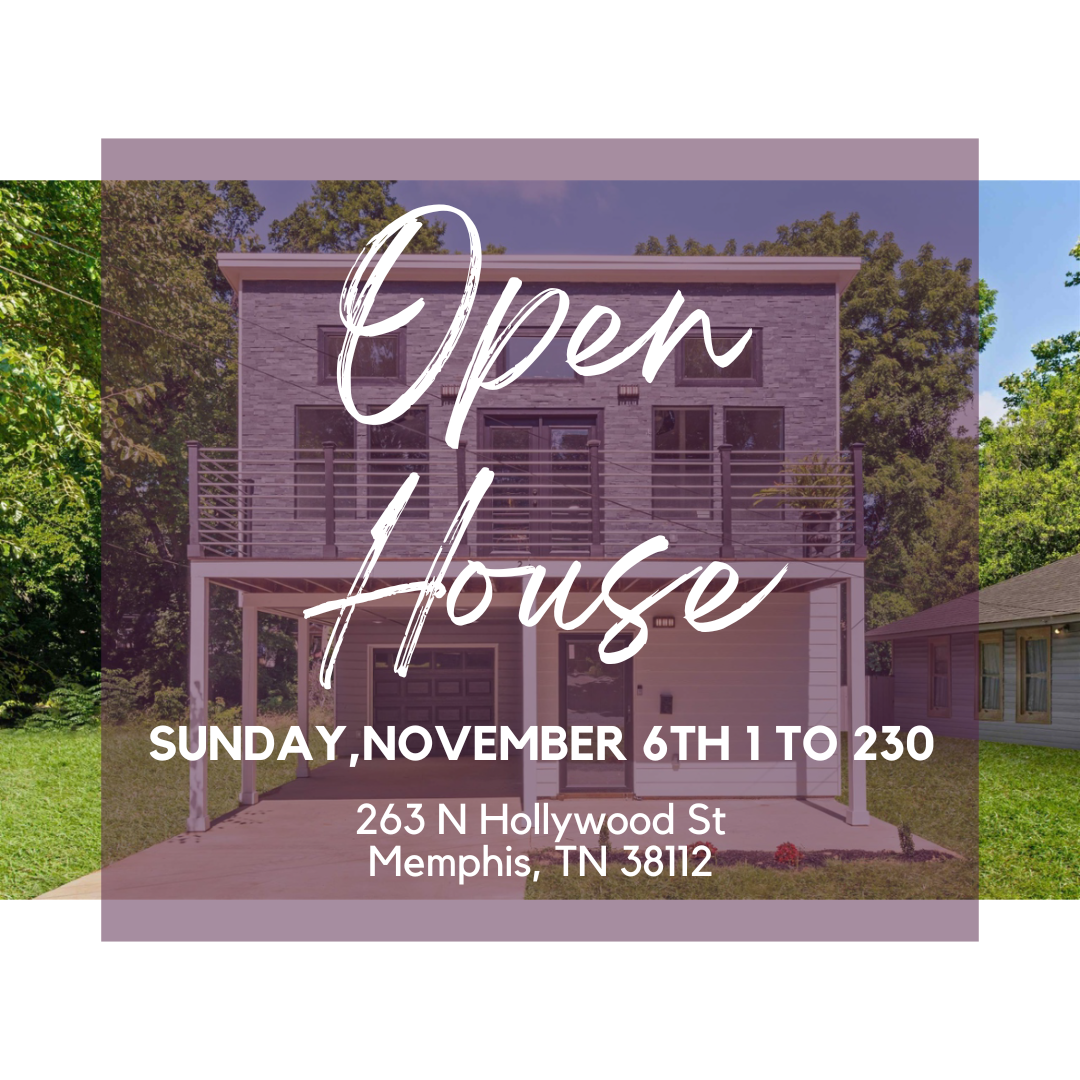 Open
House
SUNDAY,NOVEMBER 6TH 1 TO 230
263 N Hollywood St
Memphis, TN 38112